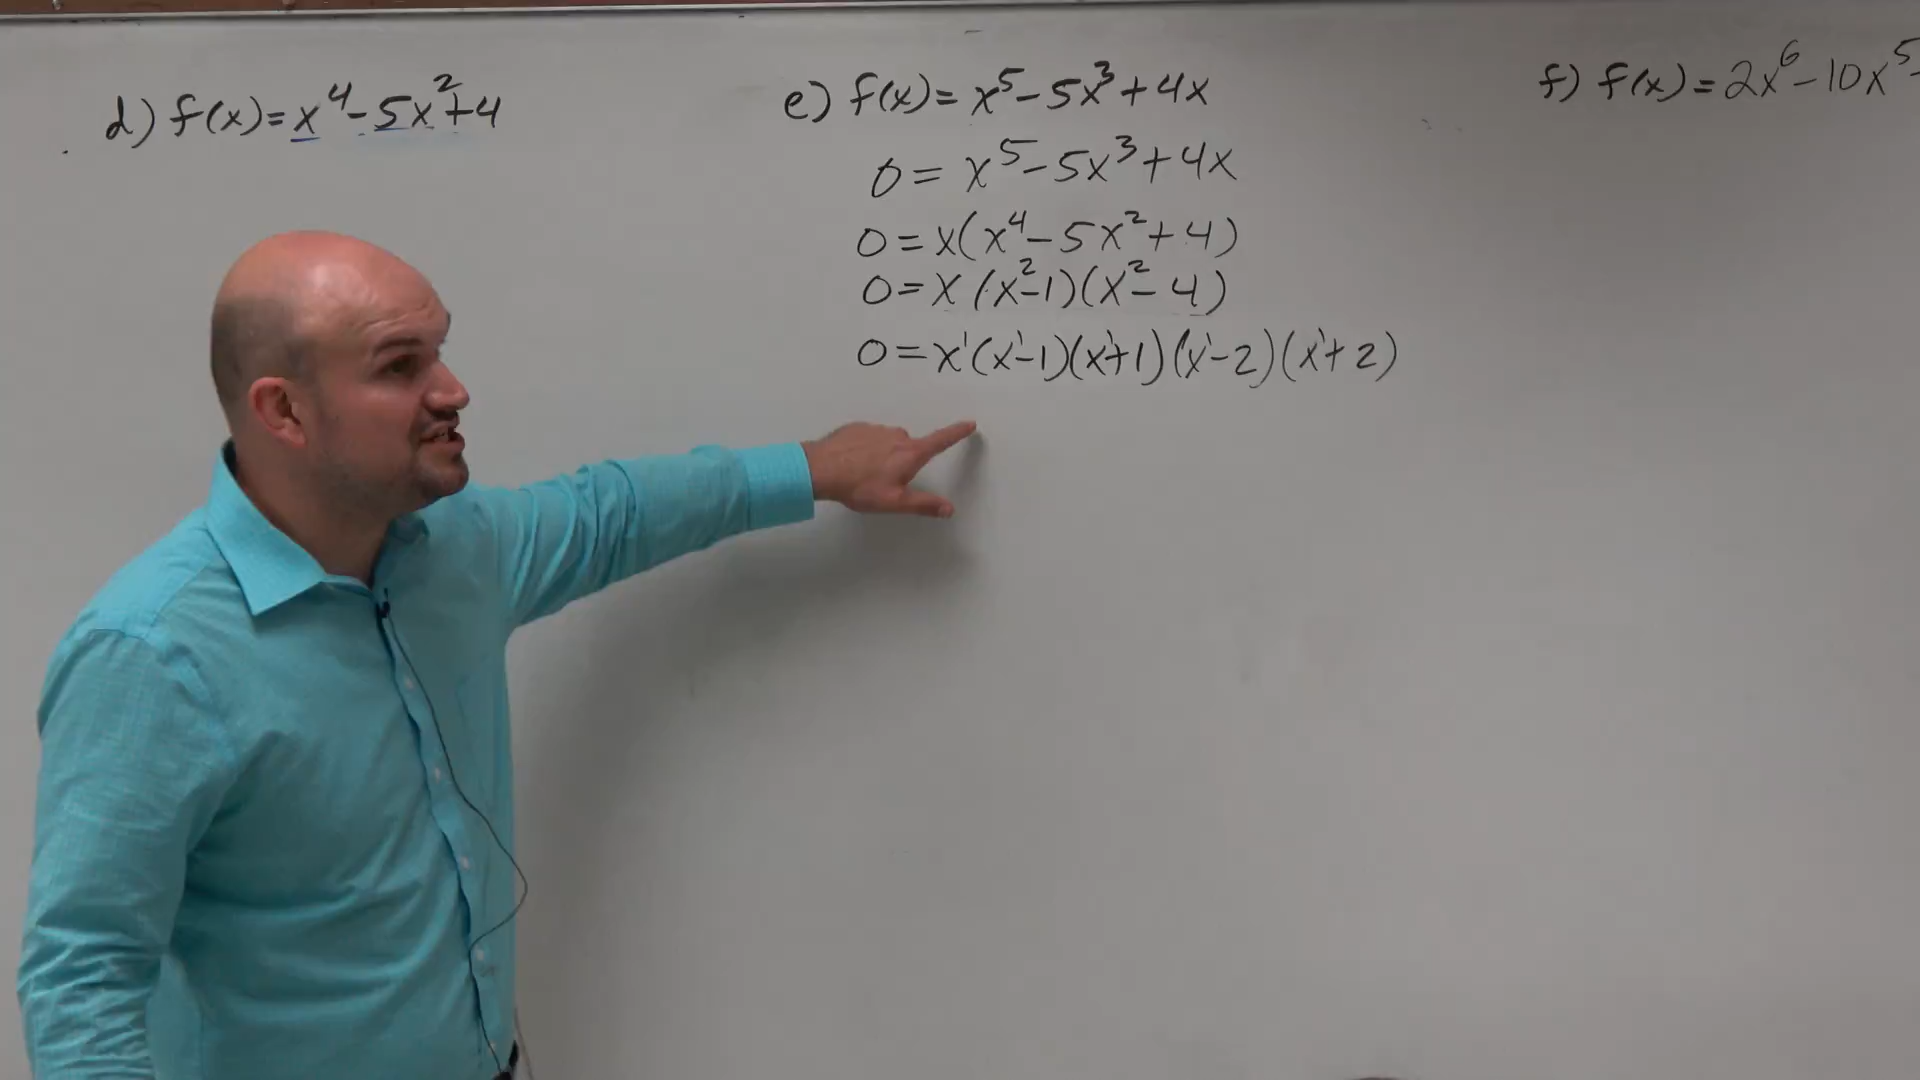 d) f(x)=x⁴-5x²+4
e) f(x)=x⁵-5x³+4x
0=x⁵-5x³+4x
0=x(x⁴-5x²+4)
0=x(x²-1)(x²-4)
0=x¹(x¹-1)(x¹+1)(x¹-2)(x¹+2)
f) f(x)=2x⁶-10x⁵-